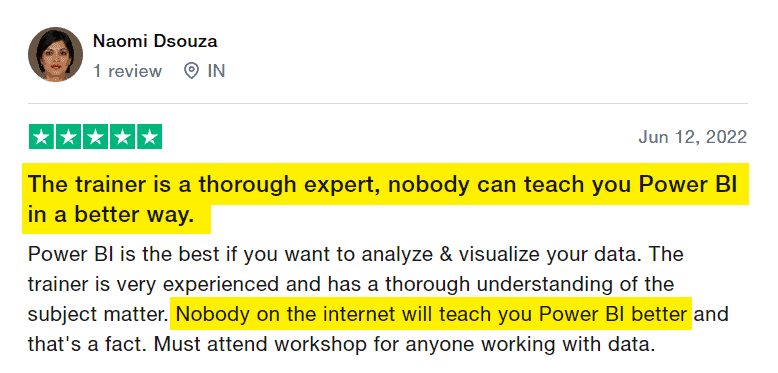 Naomi Dsouza
1 review IN
Jun 12, 2022
The trainer is a thorough expert, nobody can teach you Power BI
in a better way.
Power BI is the best if you want to analyze & visualize your data. The
trainer is very experienced and has a thorough understanding of the
subject matter. Nobody on the internet will teach you Power BI better and
that's a fact. Must attend workshop for anyone working with data.